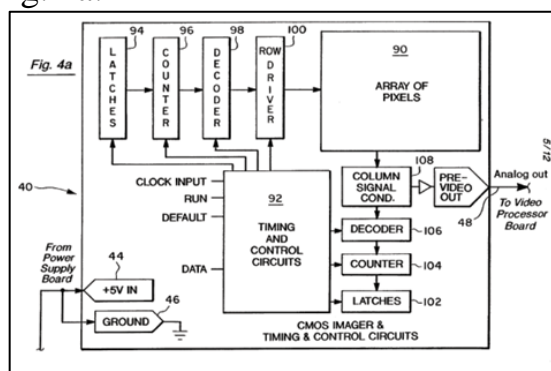 Fig. 4a
94
96
98
100
LATCHES
COUNTER
DECODER
ROW DRIVER
90
ARRAY OF
PIXELS
5/12
40
CLOCK INPUT
RUN
DEFAULT
DATA
92
TIMING
AND
CONTROL
CIRCUITS
108
COLUMN
SIGNAL
COND.
PRE-
VIDEO
OUT
48
Analog out
To Video
Processor
Board
DECODER
106
COUNTER
104
LATCHES
102
From
Power
Supply
Board
44
+5V IN
46
GROUND
CMOS IMAGER &
TIMING & CONTROL CIRCUITS